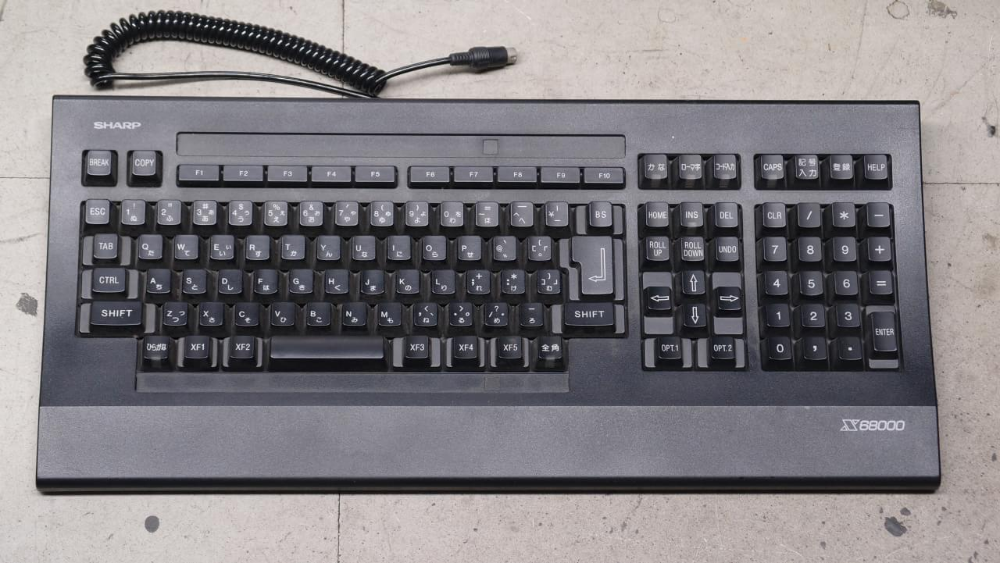 SHARP
BREAK COPY F1 F2 F3 F4 F5 F6 F7 F8 F9 F10 かな ローマ字 コード入力 CAPS 記号入力 登録 HELP
ESC ! 1 ぬ " 2 ふ # 3 ぁ あ $ 4 ぅ う % 5 ぇ え & 6 ぉ お ' 7 ゃ や ( 8 ゅ ゆ ) 9 ょ よ 0 を わ = - ほ ^ へ ¥ | ー BS HOME INS DEL CLR / * -
TAB Q た W て E ぃ い R す T か Y ん U な I に O ら P せ @ ` ゛ [ { ゜ 「 ROLL UP ROLL DOWN UNDO 7 8 9 +
CTRL A ち S と D し F は G き H く J ま K の L り ; + れ : * け ] } 」 む ← ↑ → 4 5 6 =
SHIFT Z っ つ X さ C そ V ひ B こ N み M も , < 、 ね . > 。 る / ? ・ め _ ろ SHIFT ↓ 1 2 3 ENTER
ひらがな XF1 XF2 XF3 XF4 XF5 全角 OPT.1 OPT.2 0 , .
X68000